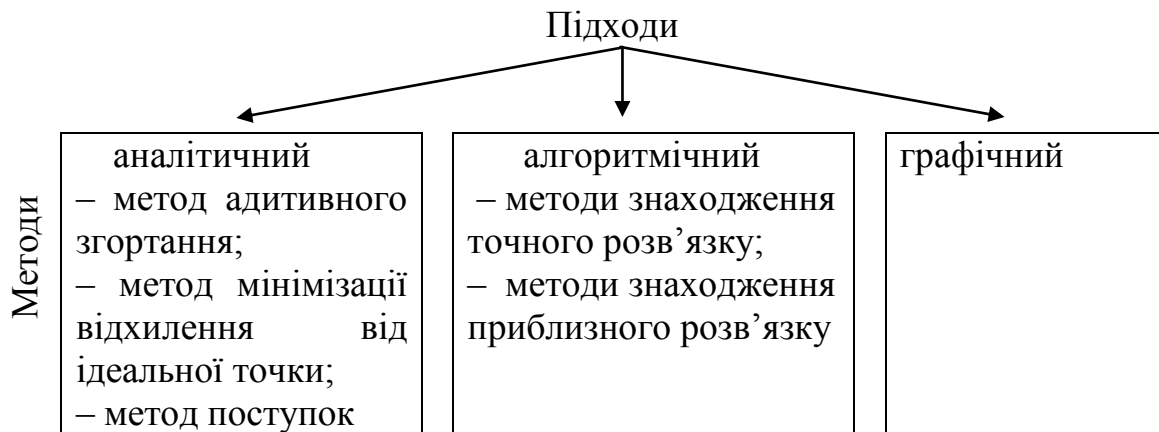 Підходи
Методи
аналітичний
– метод адитивного
згортання;
– метод мінімізації
відхилення від
ідеальної точки;
– метод поступок
алгоритмічний
– методи знаходження
точного розв’язку;
– методи знаходження
приблизного розв’язку
графічний